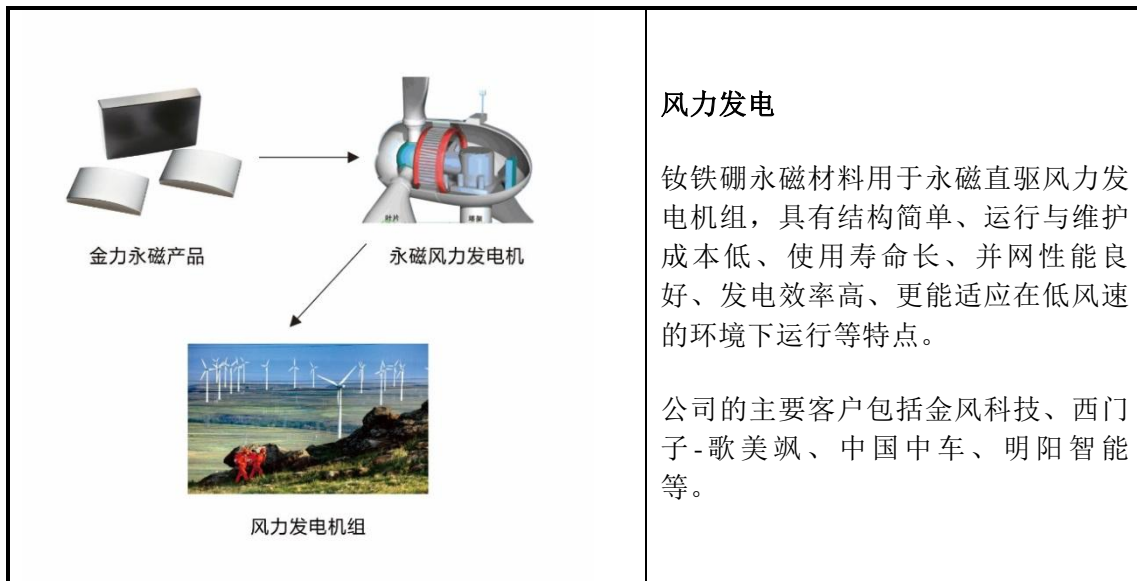 金力永磁产品
永磁风力发电机
叶片
风力发电机组
风力发电
钕铁硼永磁材料用于永磁直驱风力发
电机组，具有结构简单、运行与维护
成本低、使用寿命长、并网性能良
好、发电效率高、更能适应在低风速
的环境下运行等特点。
公司的主要客户包括金风科技、西门
子-歌美飒、中国中车、明阳智能
等。